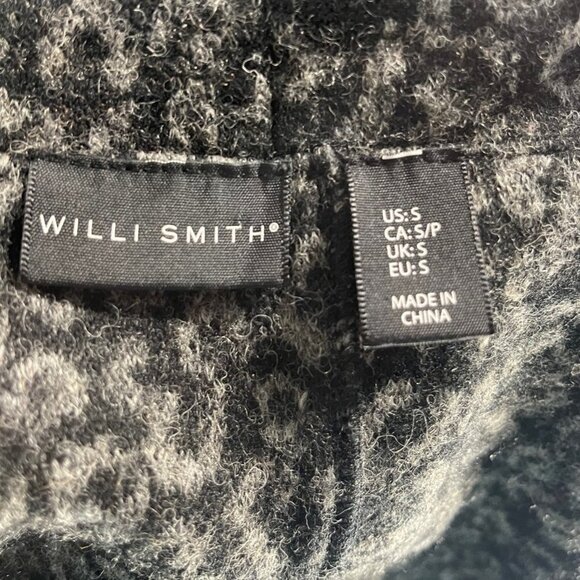 WILLI SMITH®
US: S
CA: S/P
UK: S
EU: S
MADE IN
CHINA